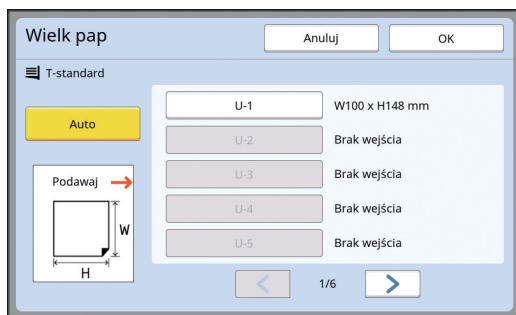 Wielk pap
Anuluj
OK
T-standard
Auto
U-1
W100 x H148 mm
U-2
Brak wejścia
U-3
Brak wejścia
U-4
Brak wejścia
U-5
Brak wejścia
Podawaj
W
H
1/6